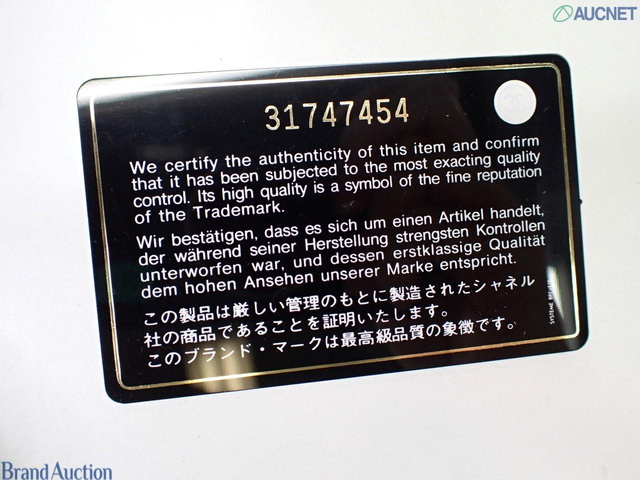 AUCNET
31747454
We certify the authenticity of this item and confirm
that it has been subjected to the most exacting quality
control. Its high quality is a symbol of the fine reputation
of the Trademark.
Wir bestätigen, dass es sich um einen Artikel handelt,
der während seiner Herstellung strengsten Kontrollen
unterworfen war, und dessen erstklassige Qualität
dem hohen Ansehen unserer Marke entspricht.
この製品は厳しい管理のもとに製造されたシャネル
社の商品であることを証明いたします。
このブランド・マークは最高級品質の象徴です。
Brand Auction